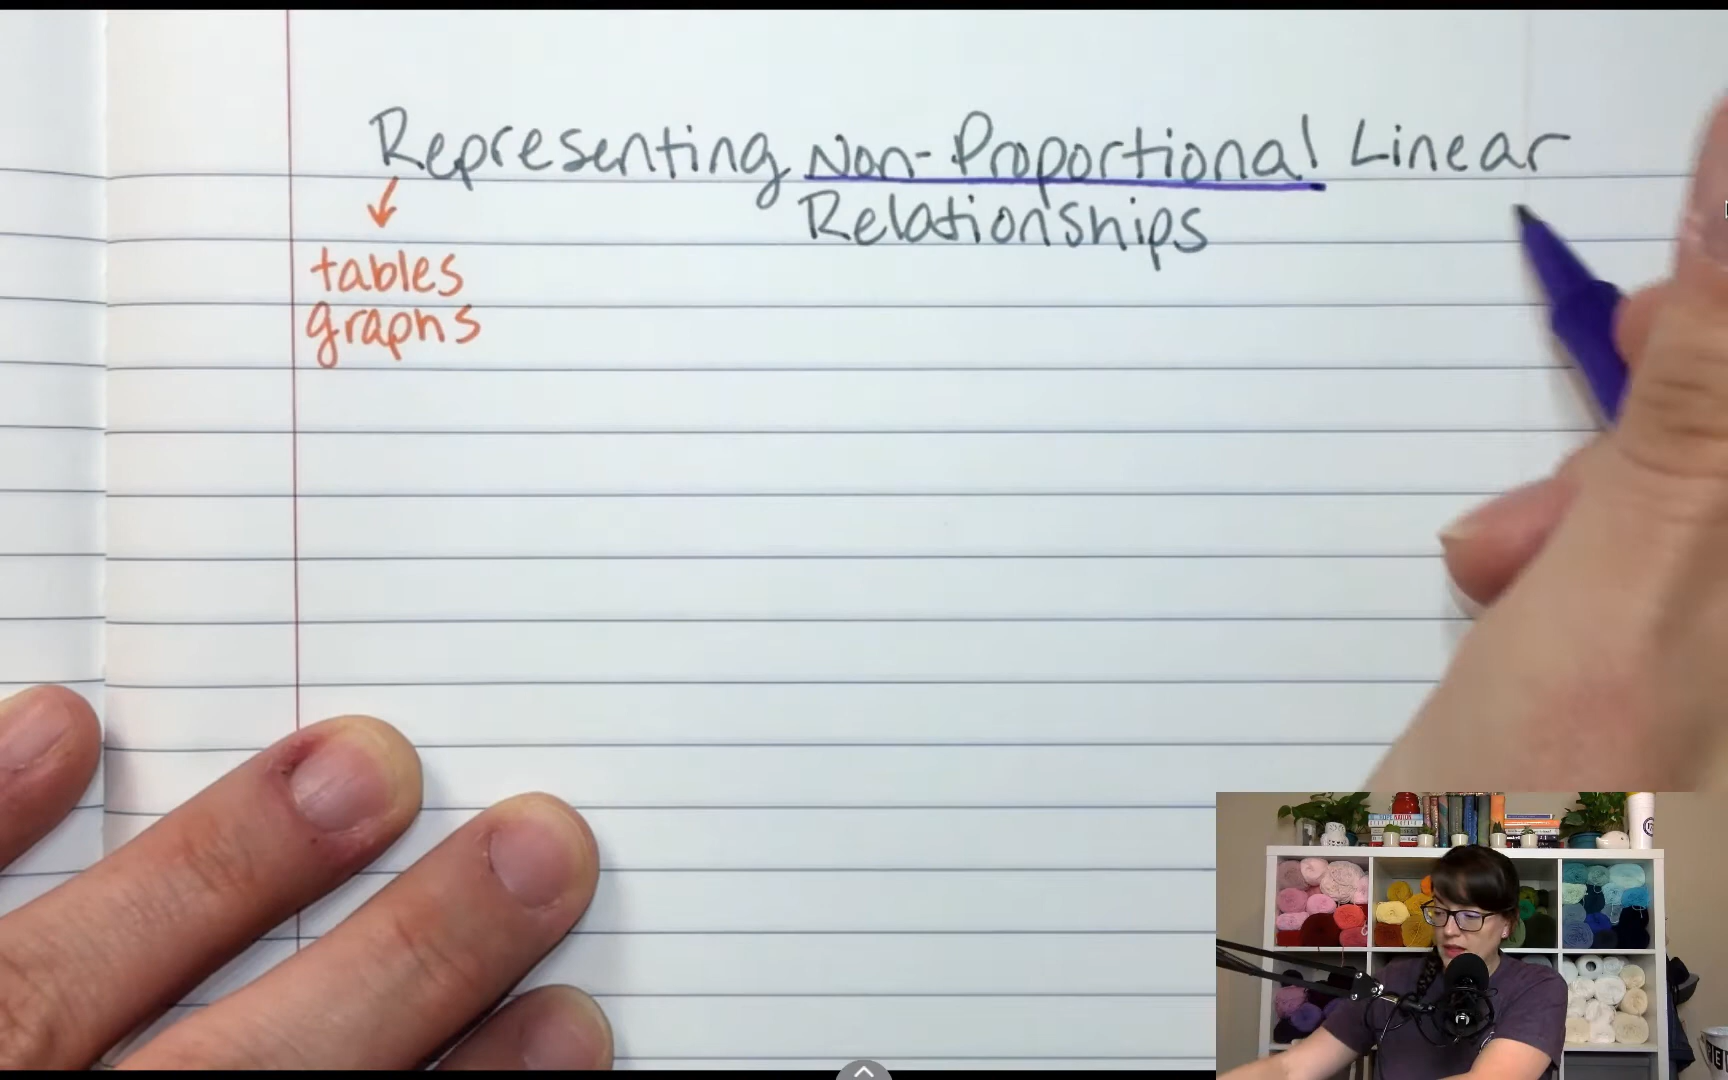 Representing Non-Proportional Linear
Relationships
tables
graphs